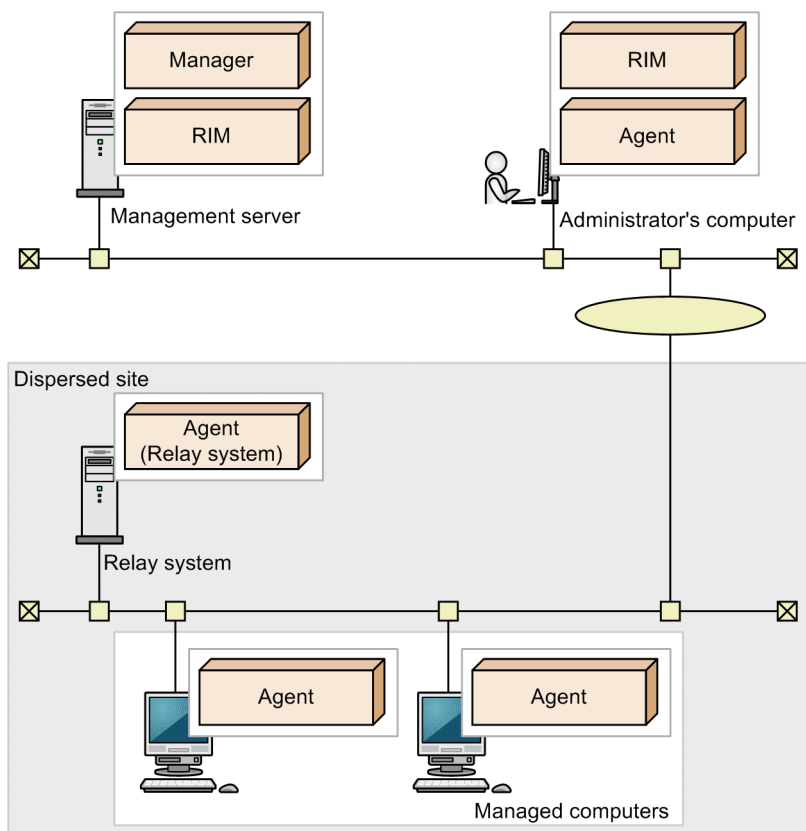 Manager
RIM
Management server
RIM
Agent
Administrator's computer
Dispersed site
Agent
(Relay system)
Relay system
Agent
Agent
Managed computers